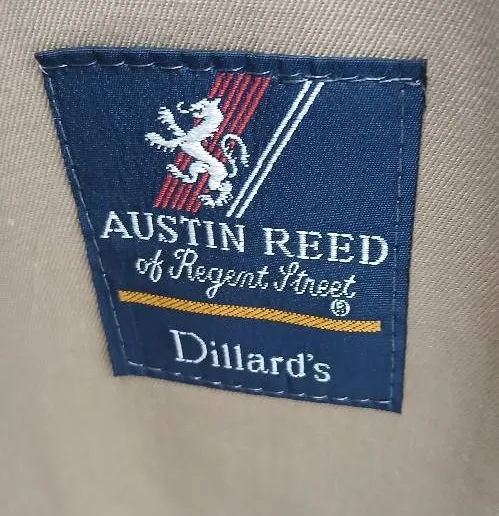 AUSTIN REED
of Regent Street
®
Dillard's